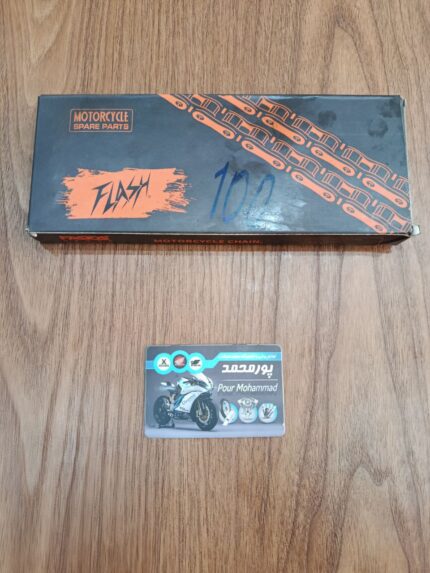 MOTORCYCLE
SPARE PARTS
FLASH
102
MOTORCYCLE CHAIN
پورمحمد
Pour Mohammad